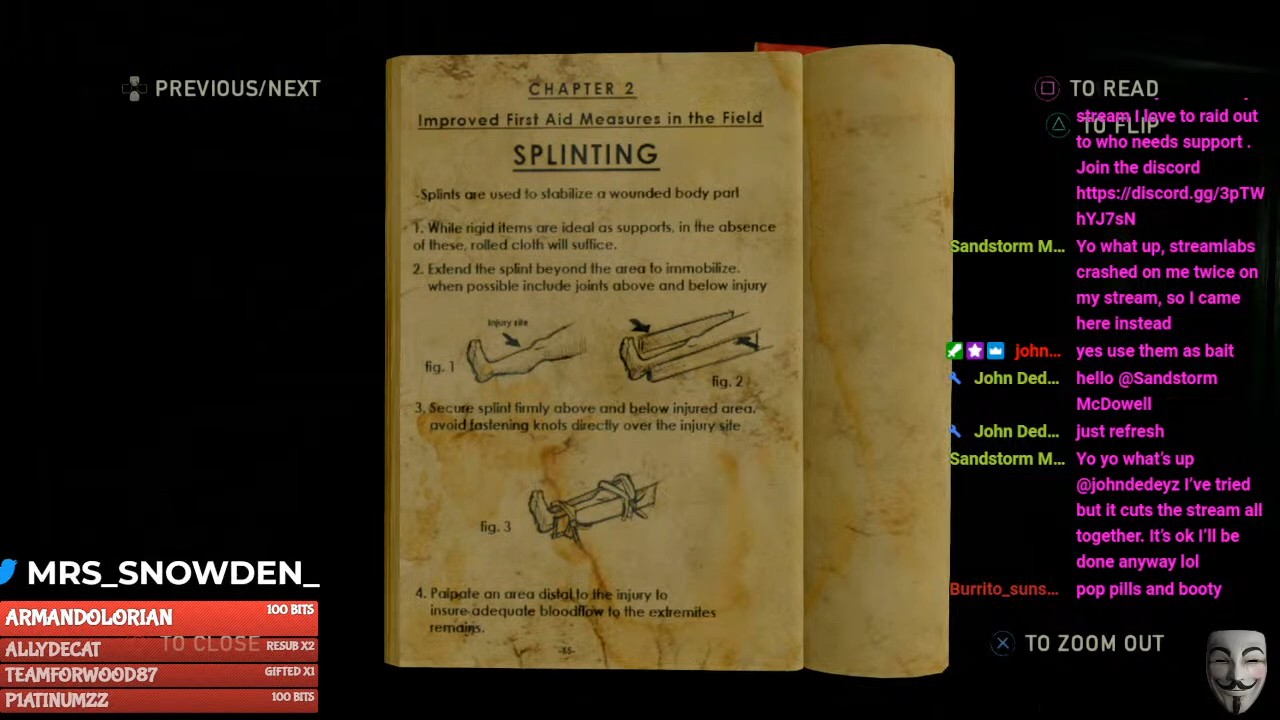 PREVIOUS/NEXT
CHAPTER 2
Improved First Aid Measures in the Field
SPLINTING
-Splints are used to stabilize a wounded body part
1. While rigid items are ideal as supports, in the absence
of these, rolled cloth will suffice.
2. Extend the splint beyond the area to immobilize.
when possible include joints above and below injury
Injury site
fig. 1
fig. 2
3. Secure splint firmly above and below injured area.
avoid fastening knots directly over the injury site
fig. 3
4. Palpate an area distal to the injury to
insure adequate bloodflow to the extremites
remains.
TO READ
TO FLIP
stream I love to raid out
to who needs support .
Join the discord
https://discord.gg/3pTW
hYJ7sN
Sandstorm M... Yo what up, streamlabs
crashed on me twice on
my stream, so I came
here instead
john... yes use them as bait
John Ded... hello @Sandstorm
McDowell
John Ded... just refresh
Sandstorm M... Yo yo what's up
@johndedeyz I've tried
but it cuts the stream all
together. It's ok I'll be
done anyway lol
Burrito_suns... pop pills and booty
TO ZOOM OUT
MRS_SNOWDEN_
ARMANDOLORIAN 100 BITS
TO CLOSE
ALLYDECAT RESUB X2
TEAMFORWOOD87 GIFTED X1
P1ATINUMZZ 100 BITS